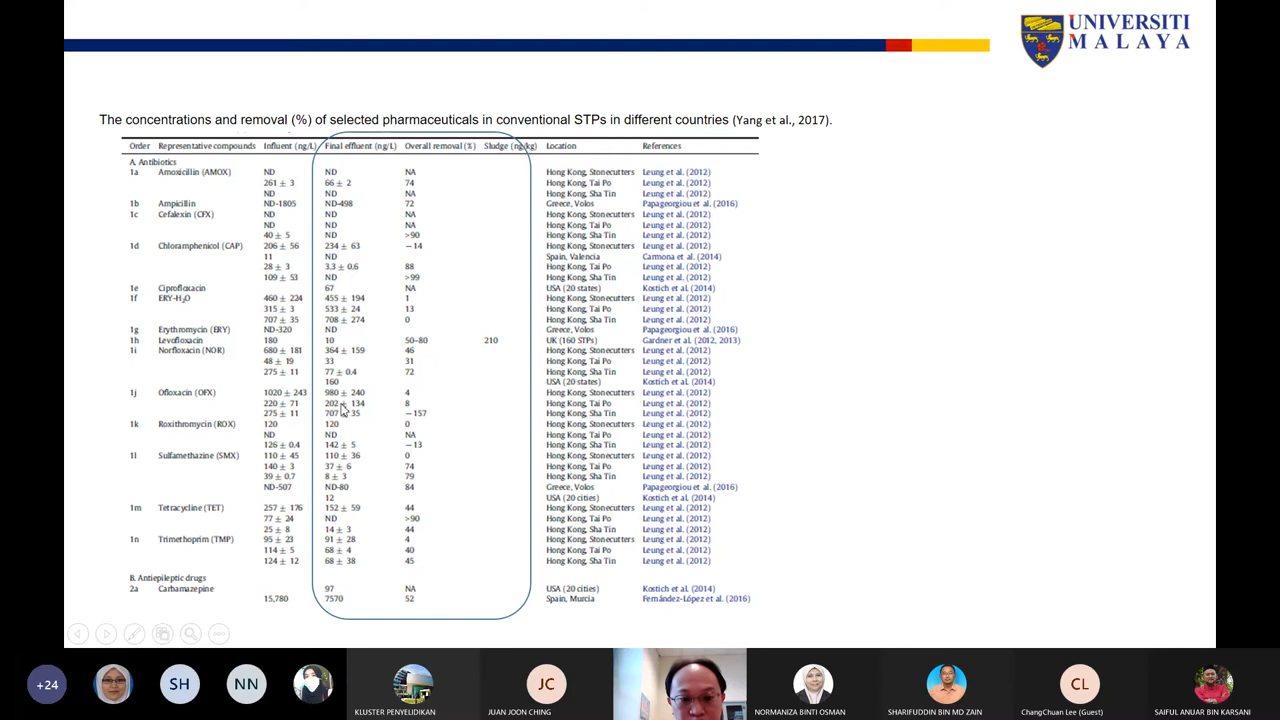 UNIVERSITI
MALAYA
The concentrations and removal (%) of selected pharmaceuticals in conventional STPs in different countries (Yang et al., 2017).
Order Representative compounds Influent (ng/L) Final effluent (ng/L) Overall removal (%) Sludge (ng/kg) Location References
A. Antibiotics
1a Amoxicillin (AMOX) ND ND NA Hong Kong, Stonecutters Leung et al. (2012)
261 ± 3 66 ± 2 74 Hong Kong, Tai Po Leung et al. (2012)
ND ND NA Hong Kong, Sha Tin Leung et al. (2012)
1b Ampicillin ND-1805 ND-498 72 Greece, Volos Papageorgiou et al. (2016)
1c Cefalexin (CFX) ND ND NA Hong Kong, Stonecutters Leung et al. (2012)
ND ND NA Hong Kong, Tai Po Leung et al. (2012)
40 ± 5 ND >90 Hong Kong, Sha Tin Leung et al. (2012)
1d Chloramphenicol (CAP) 206 ± 56 234 ± 63 −14 Hong Kong, Stonecutters Leung et al. (2012)
11 ND Spain, Valencia Carmona et al. (2014)
28 ± 3 3.3 ± 0.6 88 Hong Kong, Tai Po Leung et al. (2012)
109 ± 53 ND >99 Hong Kong, Sha Tin Leung et al. (2012)
1e Ciprofloxacin 67 NA USA (20 states) Kostich et al. (2014)
1f ERY-H₂O 460 ± 224 455 ± 194 1 Hong Kong, Stonecutters Leung et al. (2012)
315 ± 3 533 ± 24 13 Hong Kong, Tai Po Leung et al. (2012)
707 ± 35 708 ± 274 0 Hong Kong, Sha Tin Leung et al. (2012)
1g Erythromycin (ERY) ND-320 ND Greece, Volos Papageorgiou et al. (2016)
1h Levofloxacin 180 10 50–80 210 UK (160 STPs) Gardner et al. (2012, 2013)
1i Norfloxacin (NOR) 680 ± 181 364 ± 159 46 Hong Kong, Stonecutters Leung et al. (2012)
48 ± 19 33 31 Hong Kong, Tai Po Leung et al. (2012)
275 ± 11 77 ± 0.4 72 Hong Kong, Sha Tin Leung et al. (2012)
160 USA (20 states) Kostich et al. (2014)
1j Ofloxacin (OFX) 1020 ± 243 980 ± 240 4 Hong Kong, Stonecutters Leung et al. (2012)
220 ± 71 202 ± 134 8 Hong Kong, Tai Po Leung et al. (2012)
275 ± 11 707 ± 35 −157 Hong Kong, Sha Tin Leung et al. (2012)
1k Roxithromycin (ROX) 120 120 0 Hong Kong, Stonecutters Leung et al. (2012)
ND ND NA Hong Kong, Tai Po Leung et al. (2012)
126 ± 0.4 142 ± 5 −13 Hong Kong, Sha Tin Leung et al. (2012)
1l Sulfamethazine (SMX) 110 ± 45 110 ± 36 0 Hong Kong, Stonecutters Leung et al. (2012)
140 ± 3 37 ± 6 74 Hong Kong, Tai Po Leung et al. (2012)
39 ± 0.7 8 ± 3 79 Hong Kong, Sha Tin Leung et al. (2012)
ND-507 ND-80 84 Greece, Volos Papageorgiou et al. (2016)
12 USA (20 cities) Kostich et al. (2014)
1m Tetracycline (TET) 257 ± 176 152 ± 59 44 Hong Kong, Stonecutters Leung et al. (2012)
77 ± 24 ND >90 Hong Kong, Tai Po Leung et al. (2012)
25 ± 8 14 ± 3 44 Hong Kong, Sha Tin Leung et al. (2012)
1n Trimethoprim (TMP) 95 ± 23 91 ± 28 4 Hong Kong, Stonecutters Leung et al. (2012)
114 ± 5 68 ± 4 40 Hong Kong, Tai Po Leung et al. (2012)
124 ± 12 68 ± 38 45 Hong Kong, Sha Tin Leung et al. (2012)
B. Antiepileptic drugs
2a Carbamazepine 97 NA USA (20 cities) Kostich et al. (2014)
15,780 7570 52 Spain, Murcia Fernández-López et al. (2016)
+24 SH NN JC CL
KLUSTER PENYELIDIKAN JUAN JOON CHING NORMANIZA BINTI OSMAN SHARIFUDDIN BIN MD ZAIN ChangChuan Lee (Guest) SAIFUL ANUAR BIN KARSANI